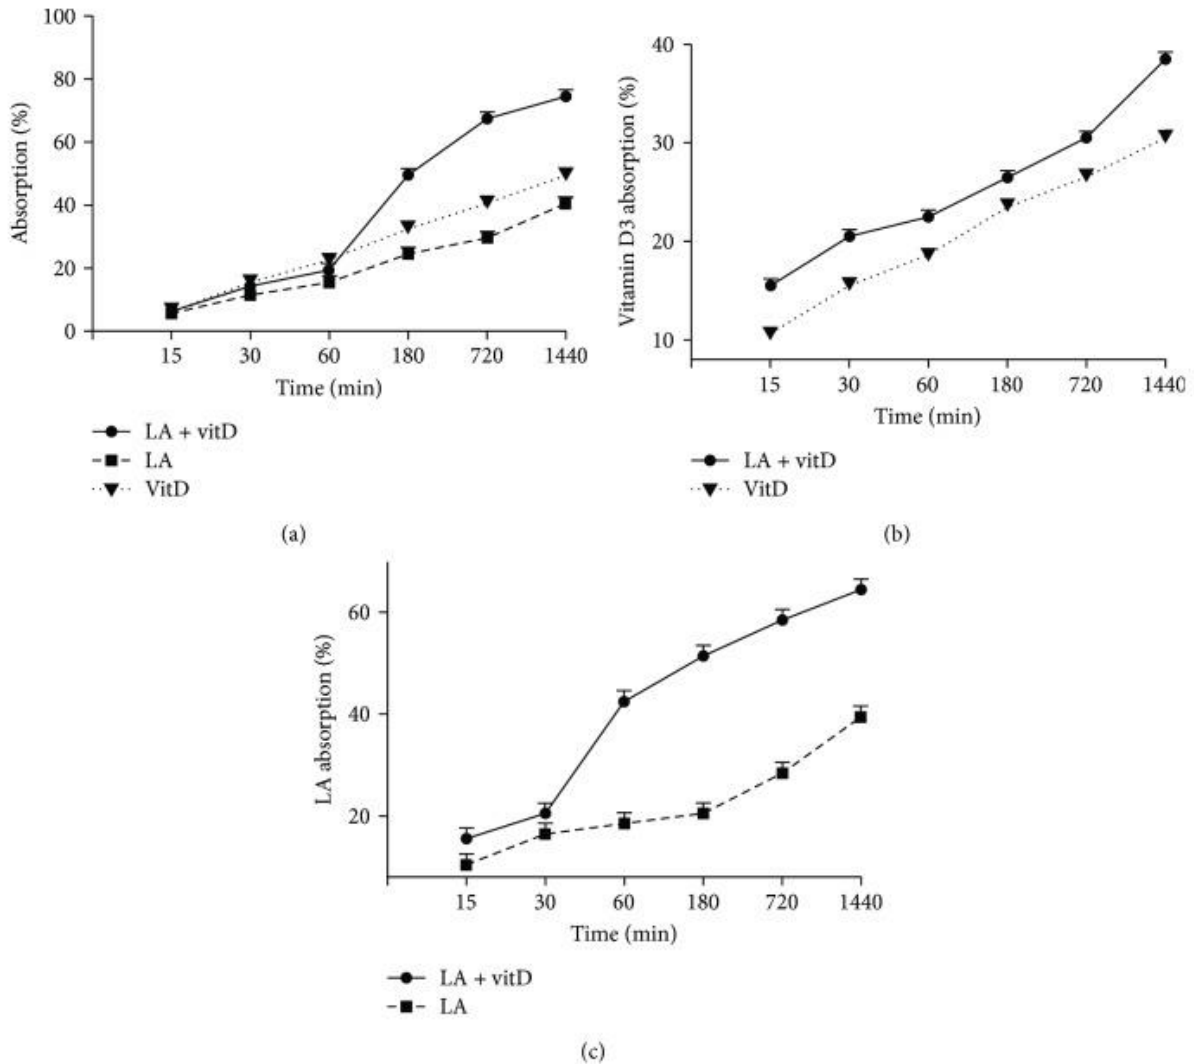 Absorption (%)
100
80
60
40
20
0
15 30 60 180 720 1440
Time (min)
LA + vitD
LA
VitD
(a)
Vitamin D3 absorption (%)
40
30
20
10
15 30 60 180 720 1440
Time (min)
LA + vitD
VitD
(b)
LA absorption (%)
60
40
20
15 30 60 180 720 1440
Time (min)
LA + vitD
LA
(c)